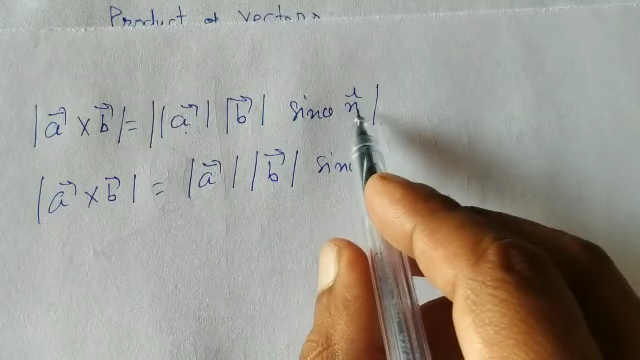 Product of Vectors
|a⃗ × b⃗| = ||a⃗| |b⃗| sinθ n⃗|
|a⃗ × b⃗| = |a⃗| |b⃗| sin